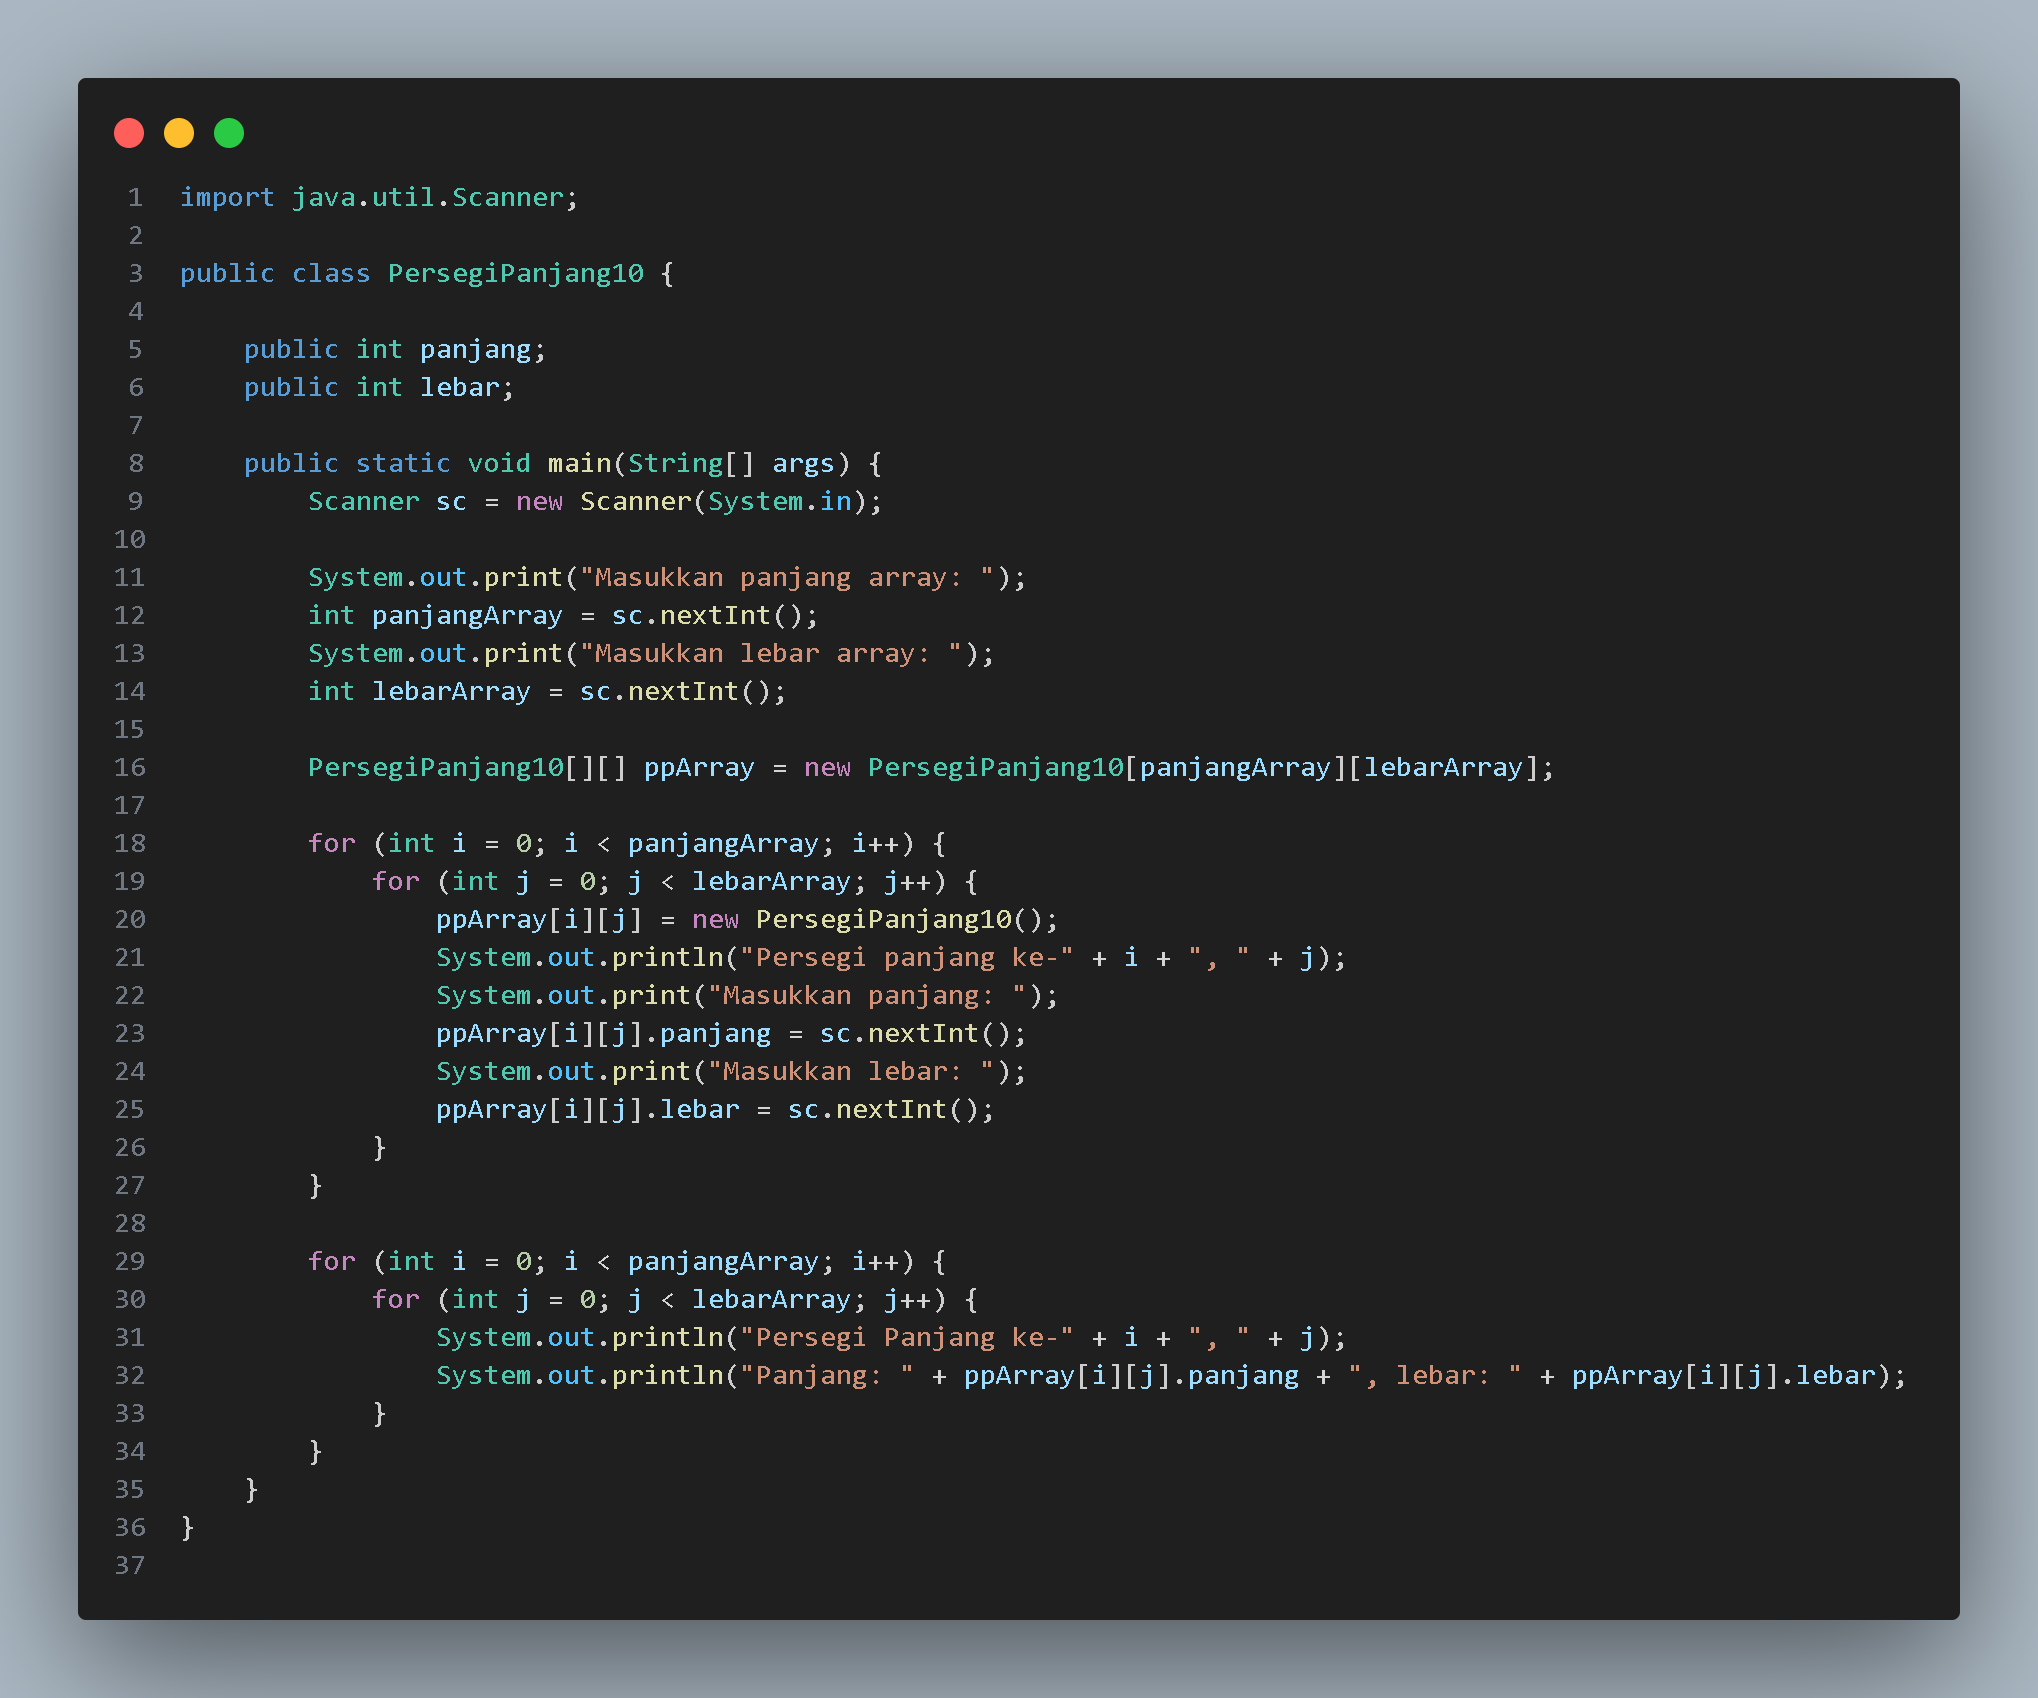 1 import java.util.Scanner;
2
3 public class PersegiPanjang10 {
4
5     public int panjang;
6     public int lebar;
7
8     public static void main(String[] args) {
9         Scanner sc = new Scanner(System.in);
10
11         System.out.print("Masukkan panjang array: ");
12         int panjangArray = sc.nextInt();
13         System.out.print("Masukkan lebar array: ");
14         int lebarArray = sc.nextInt();
15
16         PersegiPanjang10[][] ppArray = new PersegiPanjang10[panjangArray][lebarArray];
17
18         for (int i = 0; i < panjangArray; i++) {
19             for (int j = 0; j < lebarArray; j++) {
20                 ppArray[i][j] = new PersegiPanjang10();
21                 System.out.println("Persegi panjang ke-" + i + ", " + j);
22                 System.out.print("Masukkan panjang: ");
23                 ppArray[i][j].panjang = sc.nextInt();
24                 System.out.print("Masukkan lebar: ");
25                 ppArray[i][j].lebar = sc.nextInt();
26             }
27         }
28
29         for (int i = 0; i < panjangArray; i++) {
30             for (int j = 0; j < lebarArray; j++) {
31                 System.out.println("Persegi Panjang ke-" + i + ", " + j);
32                 System.out.println("Panjang: " + ppArray[i][j].panjang + ", lebar: " + ppArray[i][j].lebar);
33             }
34         }
35     }
36 }
37